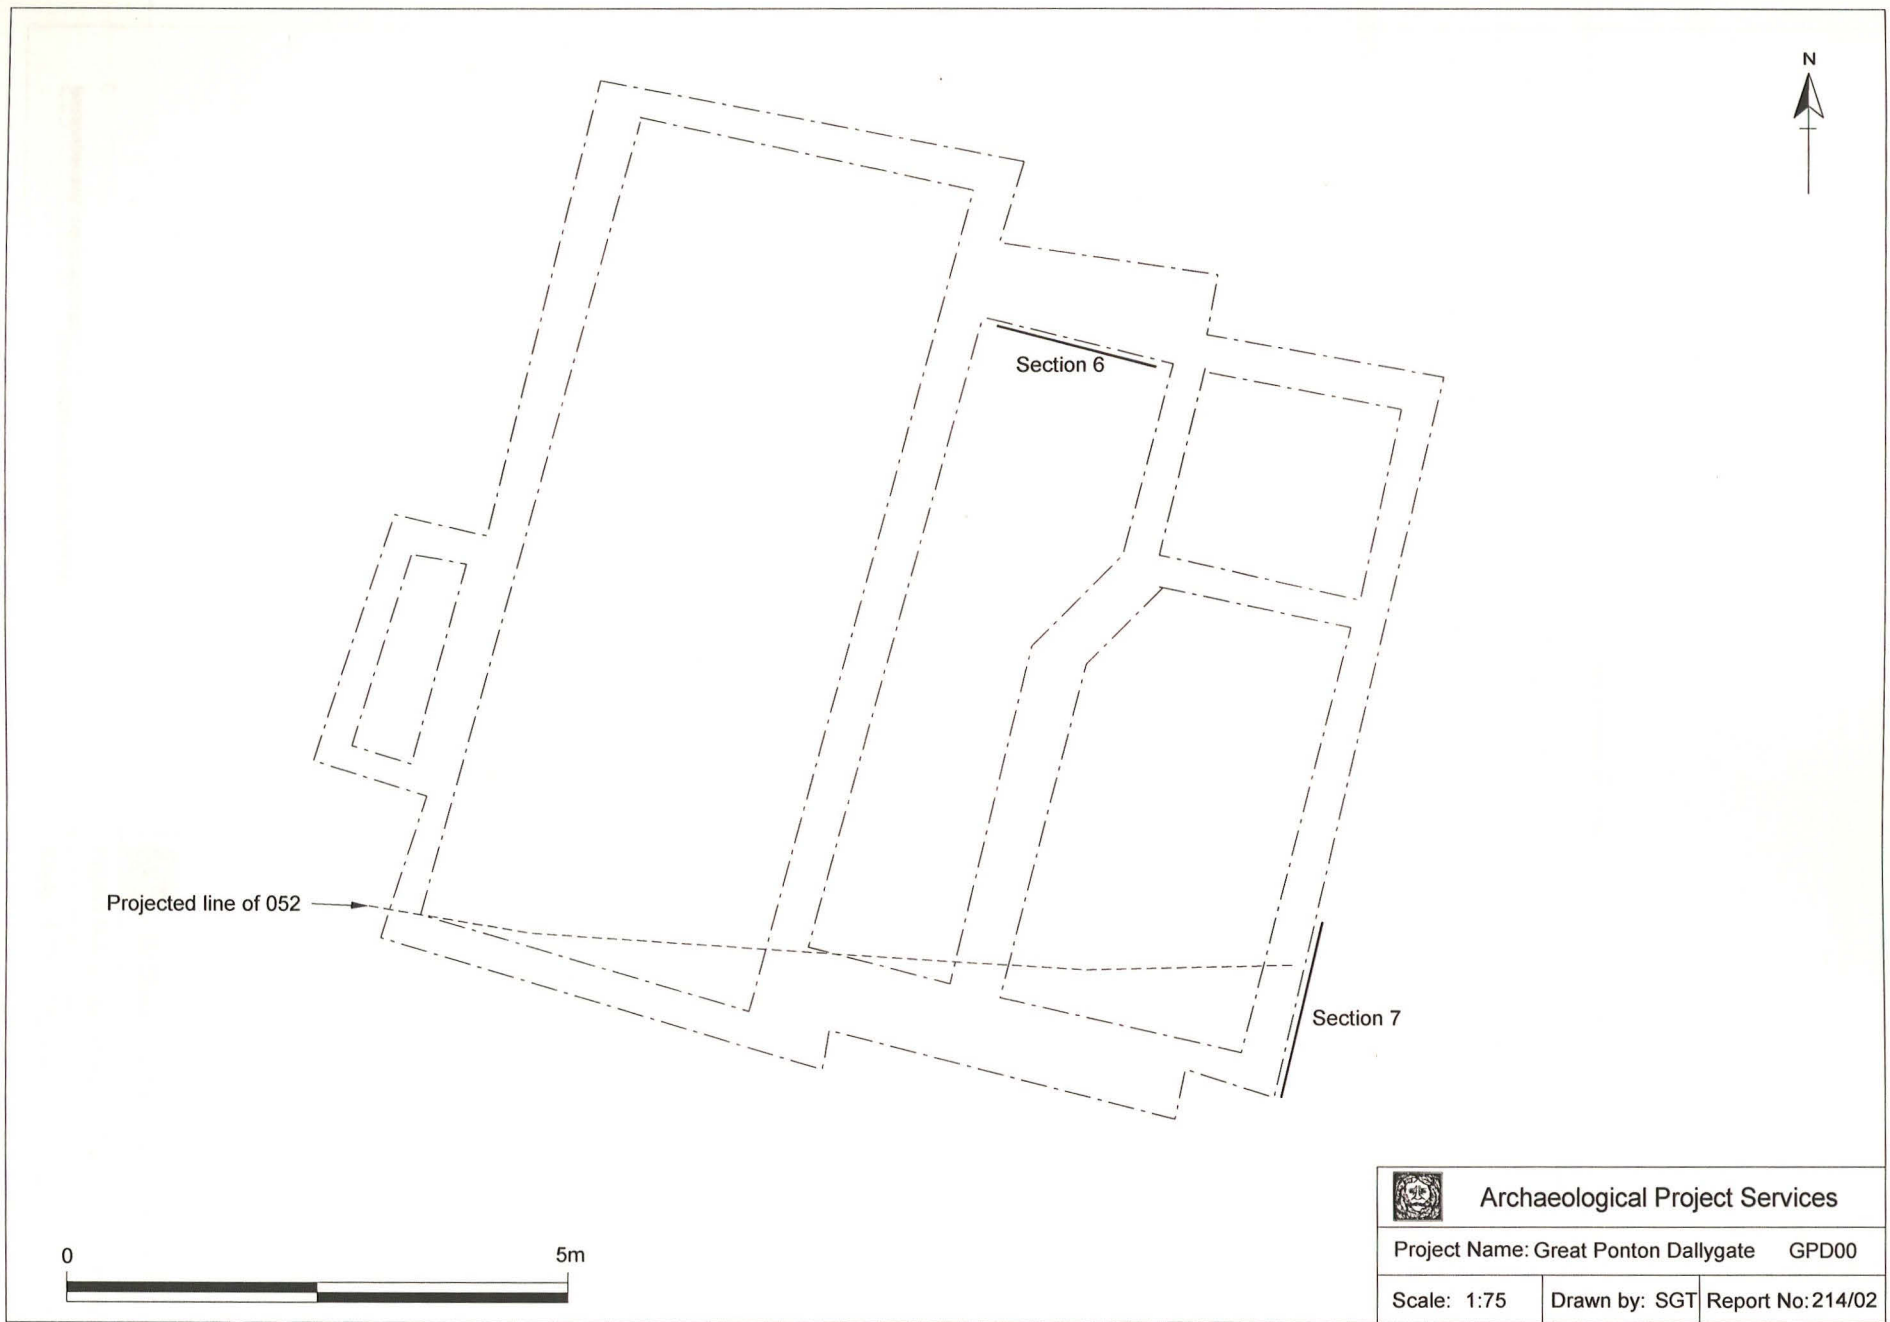 N
Section 6
Projected line of 052
Section 7
0 5m
Archaeological Project Services
Project Name: Great Ponton Dallygate GPD00
Scale: 1:75 Drawn by: SGT Report No: 214/02